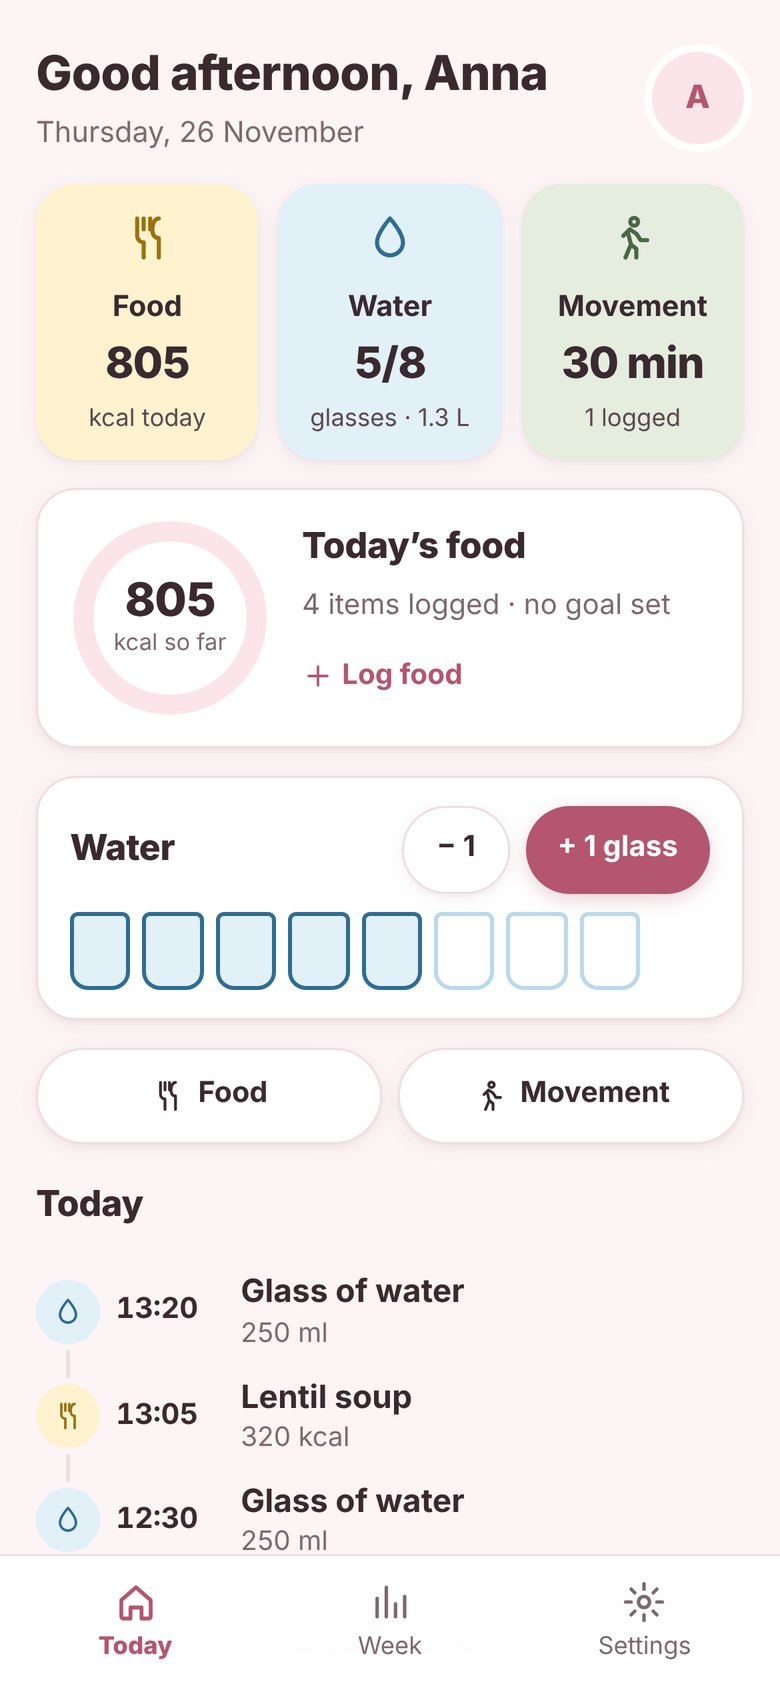 Good afternoon, Anna
Thursday, 26 November
A
Food
805
kcal today
Water
5/8
glasses · 1.3 L
Movement
30 min
1 logged
805
kcal so far
Today’s food
4 items logged · no goal set
+ Log food
Water
− 1
+ 1 glass
Food
Movement
Today
13:20
Glass of water
250 ml
13:05
Lentil soup
320 kcal
12:30
Glass of water
250 ml
Today
Week
Settings